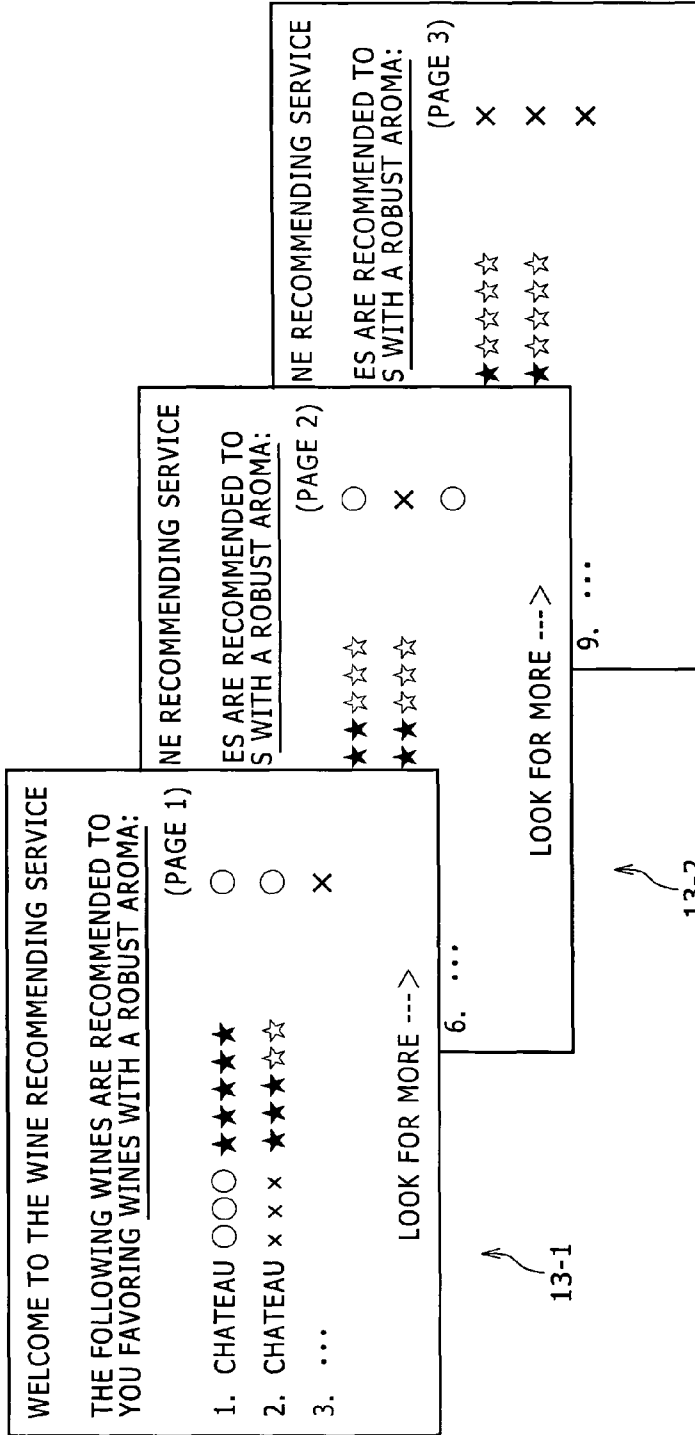 WELCOME TO THE WINE RECOMMENDING SERVICE
THE FOLLOWING WINES ARE RECOMMENDED TO
YOU FAVORING WINES WITH A ROBUST AROMA:
(PAGE 1)
1. CHATEAU ○○○ ★★★★★ ○
2. CHATEAU × × × ★★★☆☆ ○
3. ... ×
LOOK FOR MORE --->
13-1
NE RECOMMENDING SERVICE
ES ARE RECOMMENDED TO
S WITH A ROBUST AROMA:
(PAGE 2)
★★☆☆☆ ○
★★☆☆☆ ×
○
6. ...
LOOK FOR MORE --->
13-2
NE RECOMMENDING SERVICE
ES ARE RECOMMENDED TO
S WITH A ROBUST AROMA:
(PAGE 3)
★☆☆☆☆ ×
★☆☆☆☆ ×
×
9. ...